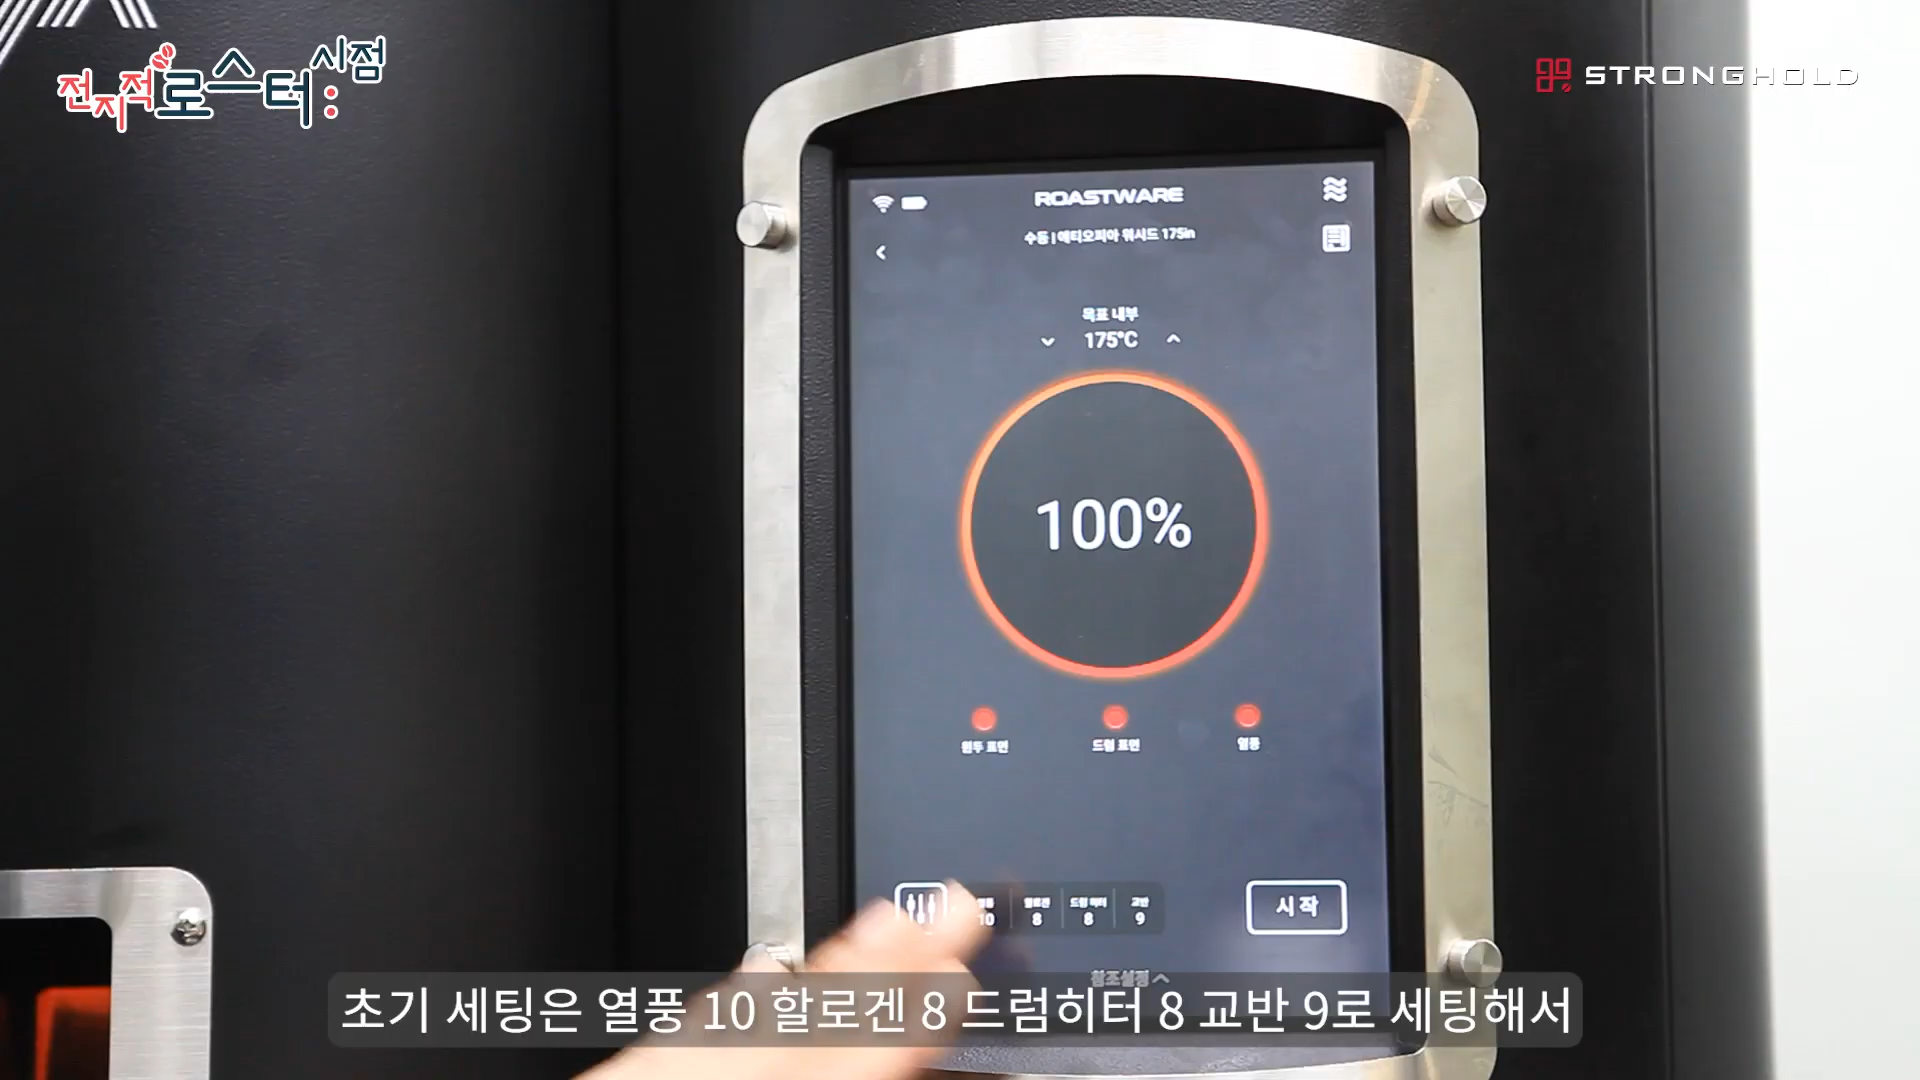 전지적 로스터 시점
STRONGHOLD
ROASTWARE
수동 | 에티오피아 워시드 175in
목표 내부
175°C
100%
원두 표면 드럼 표면 열풍
열풍 할로겐 드럼 히터 교반
10 8 8 9
시작
참조설정
초기 세팅은 열풍 10 할로겐 8 드럼히터 8 교반 9로 세팅해서